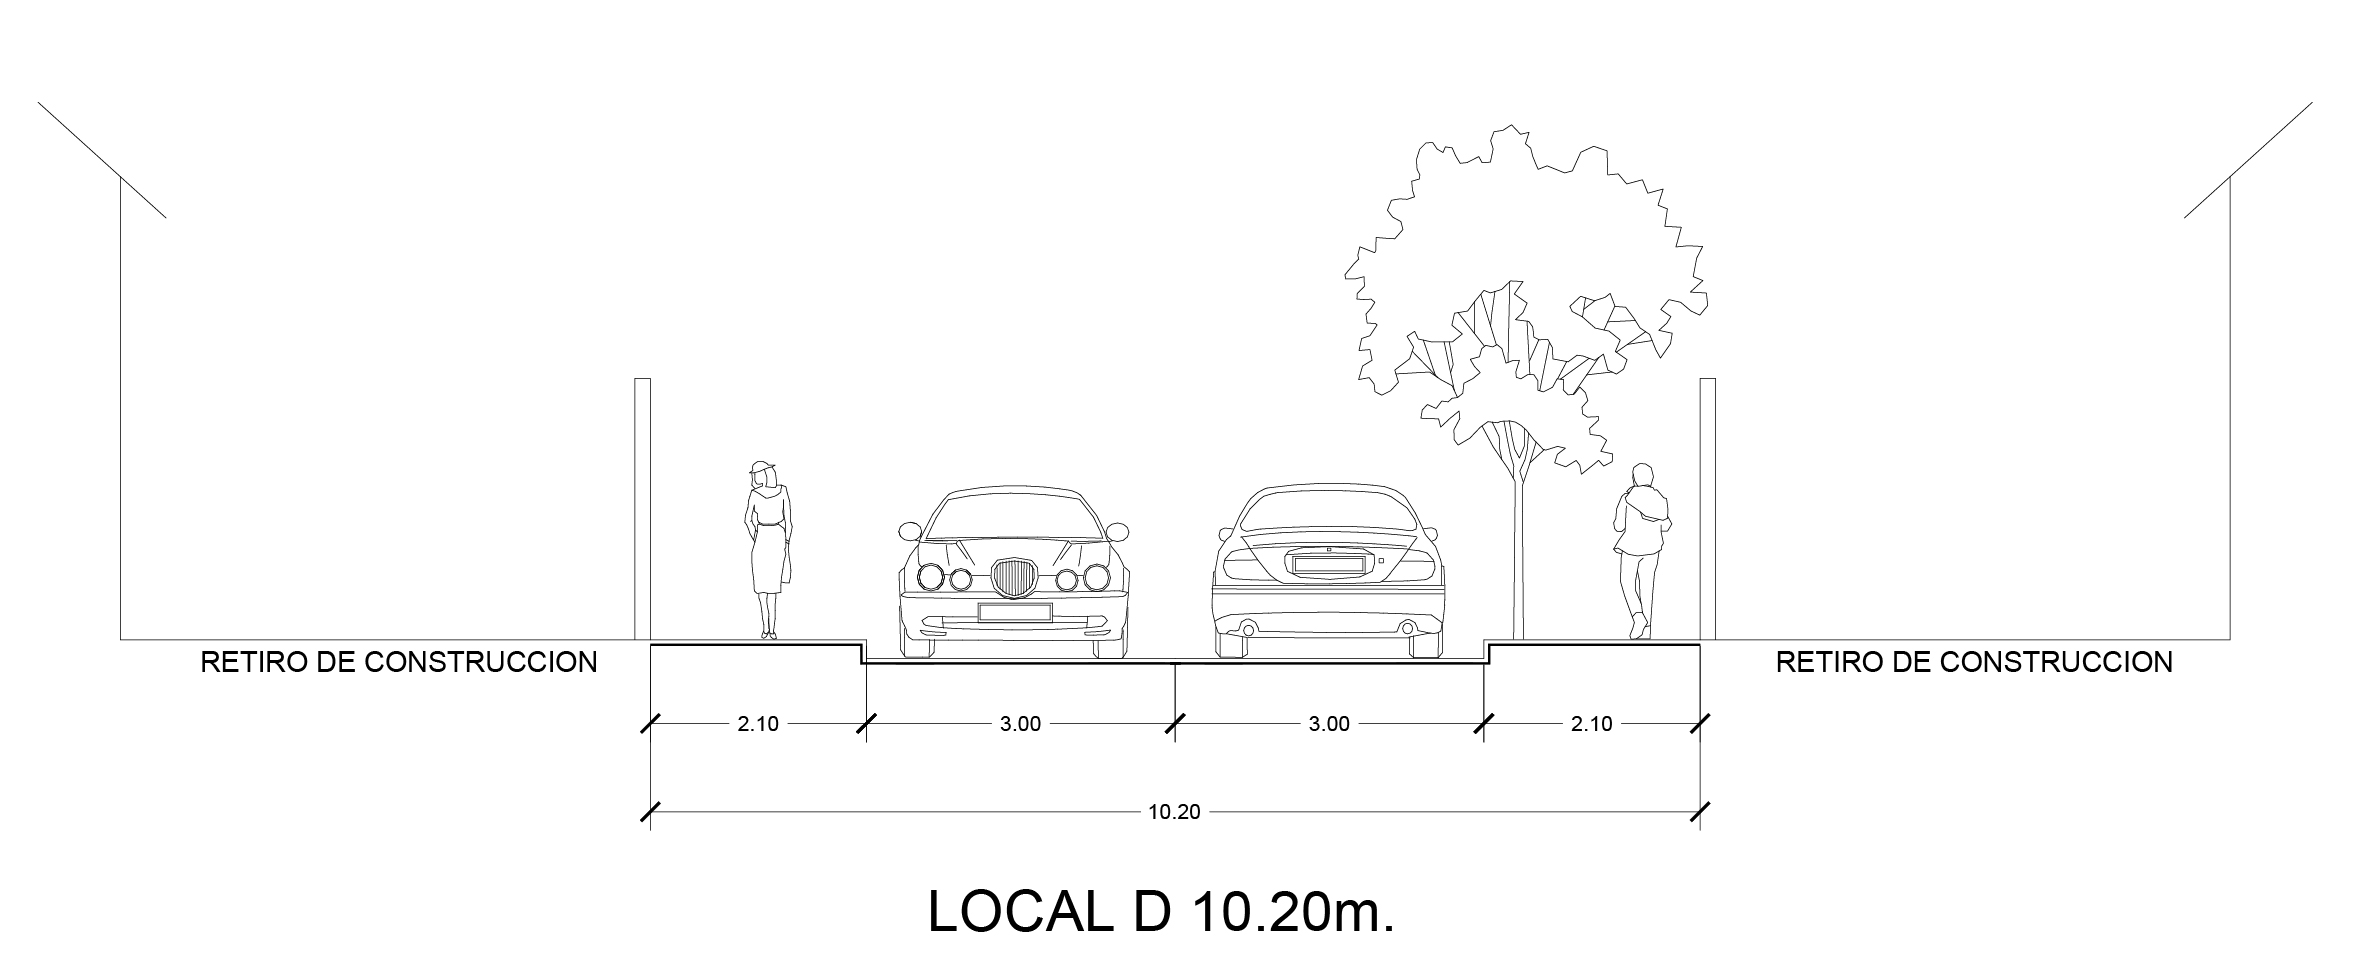 RETIRO DE CONSTRUCCION
RETIRO DE CONSTRUCCION
2.10
3.00
3.00
2.10
10.20
LOCAL D 10.20m.